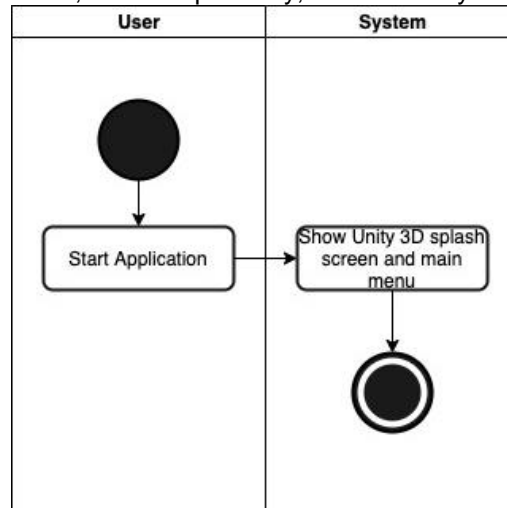 User
System
Start Application
Show Unity 3D splash
screen and main
menu